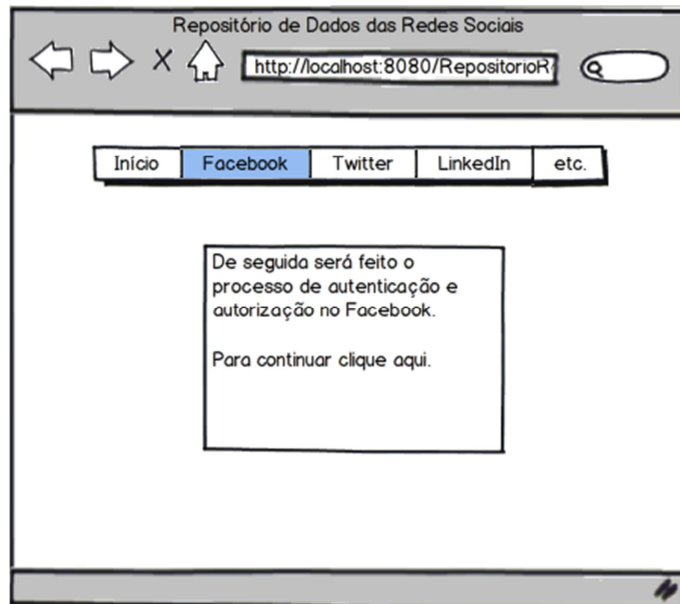 Repositório de Dados das Redes Sociais
http://localhost:8080/RepositorioR
Início Facebook Twitter LinkedIn etc.
De seguida será feito o
processo de autenticação e
autorização no Facebook.
Para continuar clique aqui.